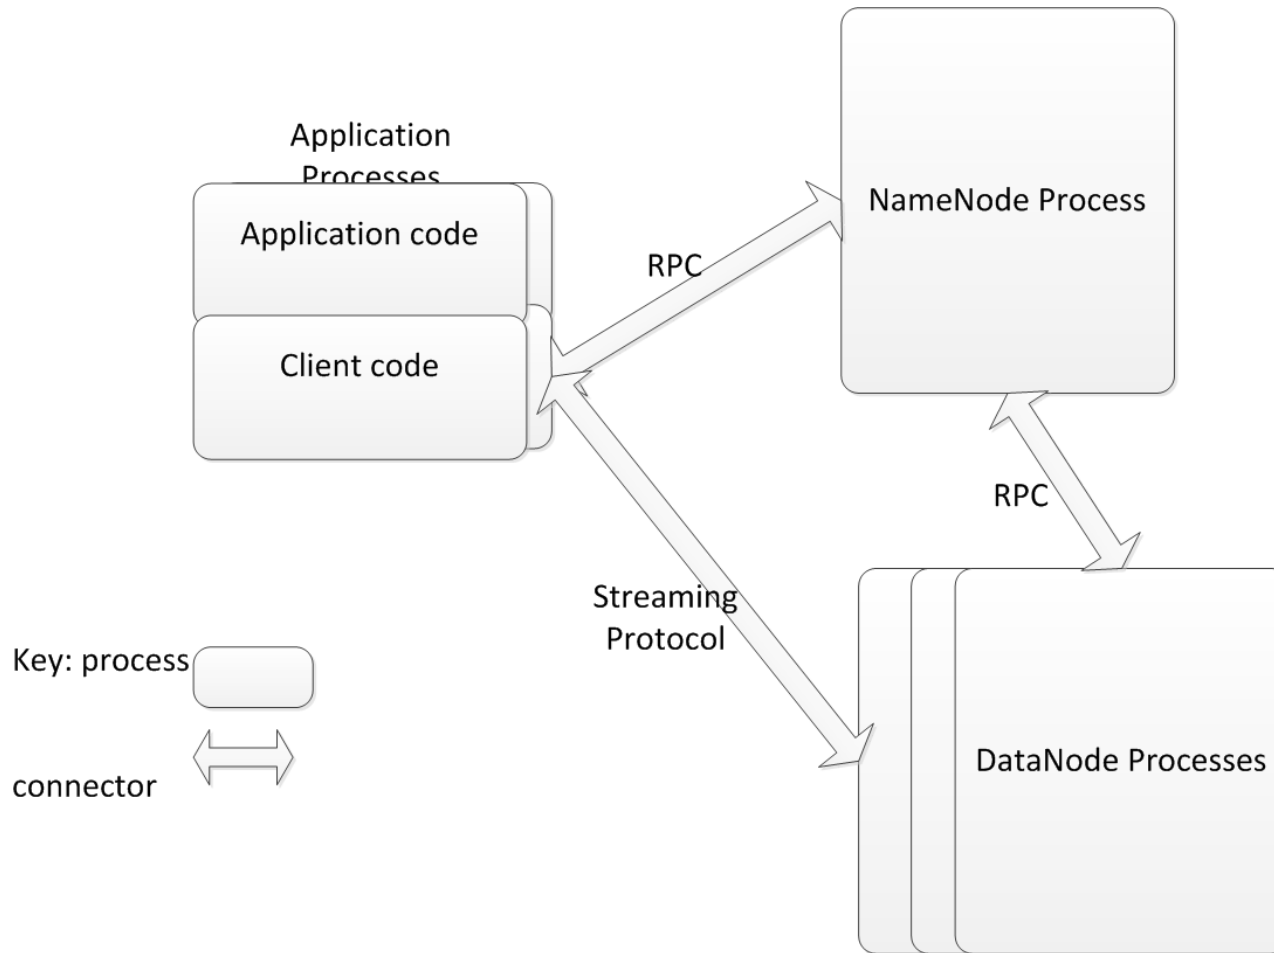 Application
Processes
Application code
Client code
RPC
NameNode Process
RPC
Streaming
Protocol
DataNode Processes
Key: process
connector